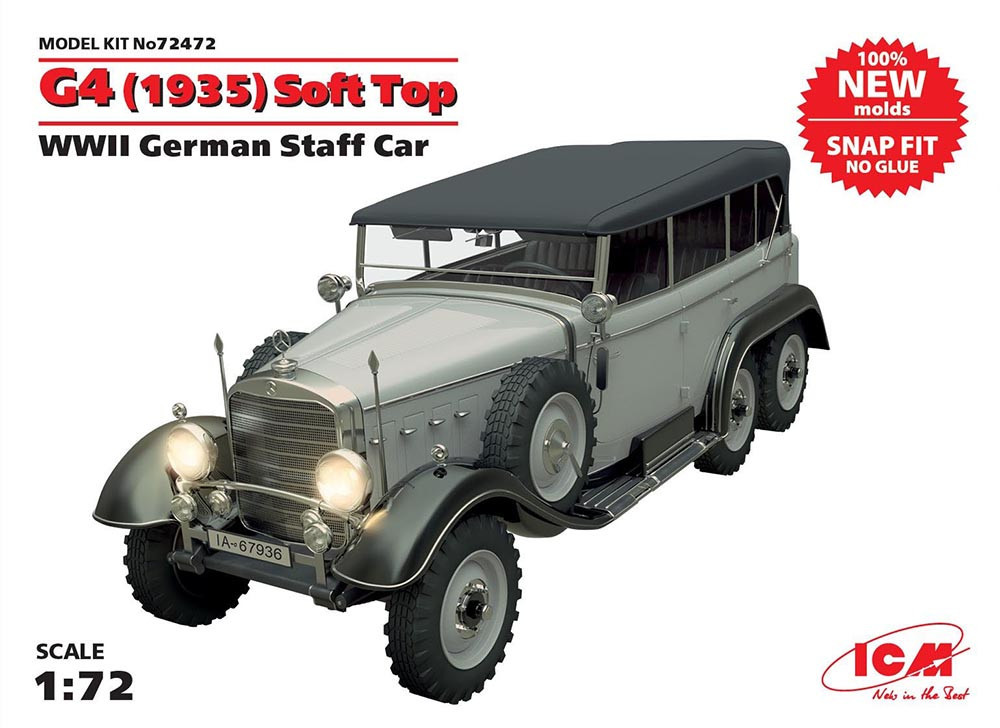 MODEL KIT No72472
G4 (1935) Soft Top
WWII German Staff Car
100%
NEW
molds
SNAP FIT
NO GLUE
IA-67936
SCALE
1:72
ICM
New in the Best